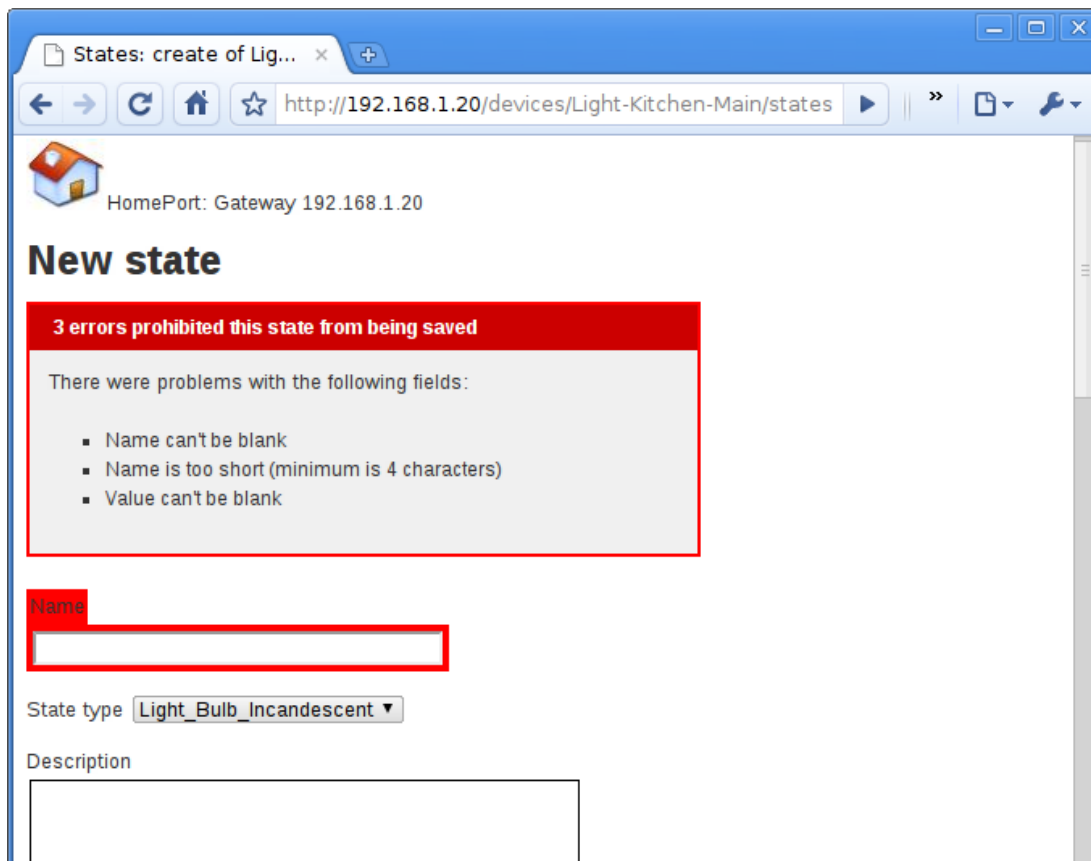 States: create of Lig...
http://192.168.1.20/devices/Light-Kitchen-Main/states
HomePort: Gateway 192.168.1.20
New state
3 errors prohibited this state from being saved
There were problems with the following fields:
Name can't be blank
Name is too short (minimum is 4 characters)
Value can't be blank
Name
State type Light_Bulb_Incandescent
Description